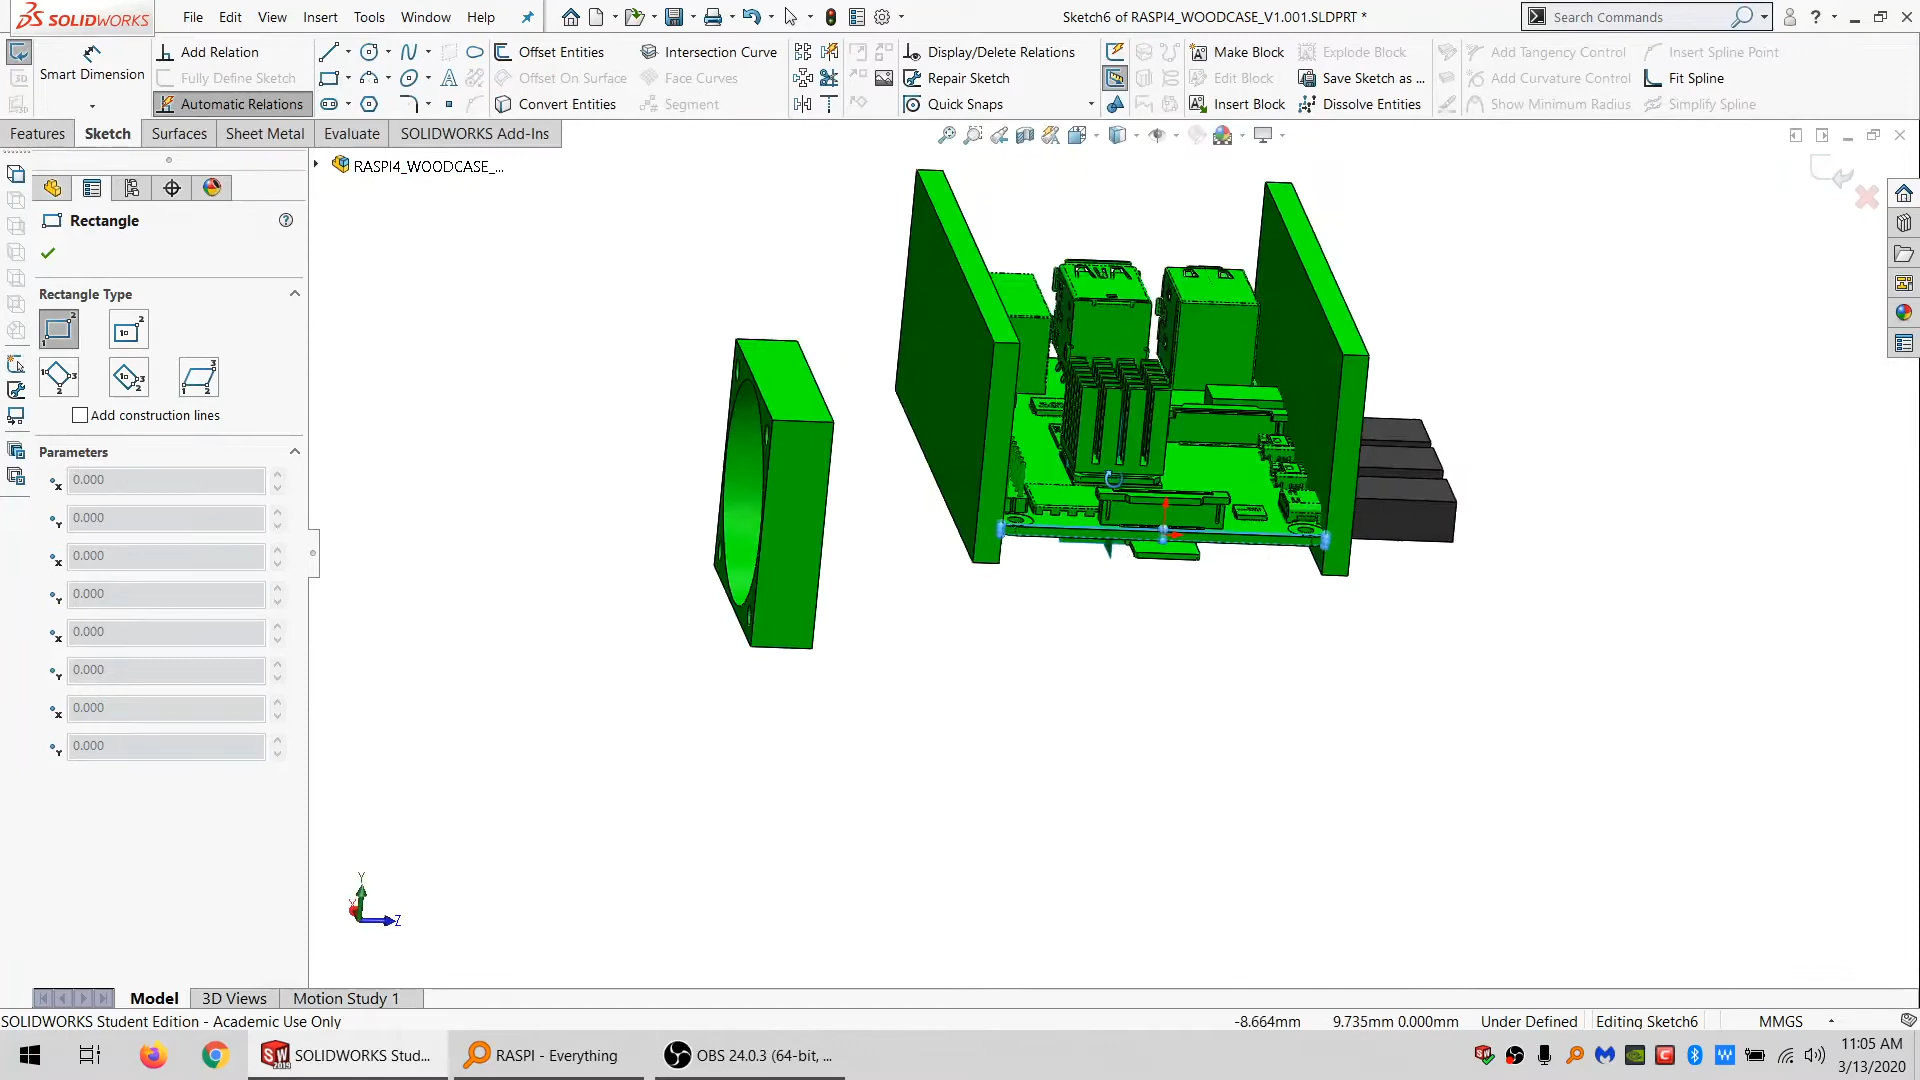 SOLIDWORKS
File Edit View Insert Tools Window Help
Sketch6 of RASPI4_WOODCASE_V1.001.SLDPRT *
Search Commands
Smart Dimension
Add Relation
Fully Define Sketch
Automatic Relations
Offset Entities
Offset On Surface
Convert Entities
Intersection Curve
Face Curves
Segment
Display/Delete Relations
Repair Sketch
Quick Snaps
Make Block
Edit Block
Insert Block
Explode Block
Save Sketch as ...
Dissolve Entities
Add Tangency Control
Add Curvature Control
Show Minimum Radius
Insert Spline Point
Fit Spline
Simplify Spline
Features Sketch Surfaces Sheet Metal Evaluate SOLIDWORKS Add-Ins
RASPI4_WOODCASE_...
Rectangle
Rectangle Type
Add construction lines
Parameters
0.000
0.000
0.000
0.000
0.000
0.000
0.000
0.000
Y
Z
Model 3D Views Motion Study 1
SOLIDWORKS Student Edition - Academic Use Only
-8.664mm 9.735mm 0.000mm Under Defined Editing Sketch6 MMGS
SOLIDWORKS Stud...
RASPI - Everything
OBS 24.0.3 (64-bit, ...
11:05 AM
3/13/2020